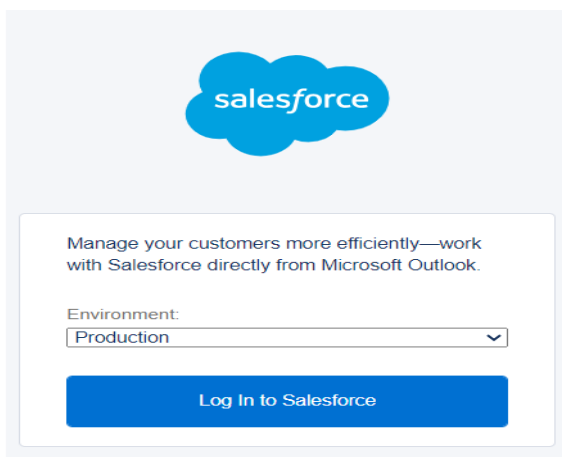 salesforce
Manage your customers more efficiently—work
with Salesforce directly from Microsoft Outlook.
Environment:
Production
Log In to Salesforce